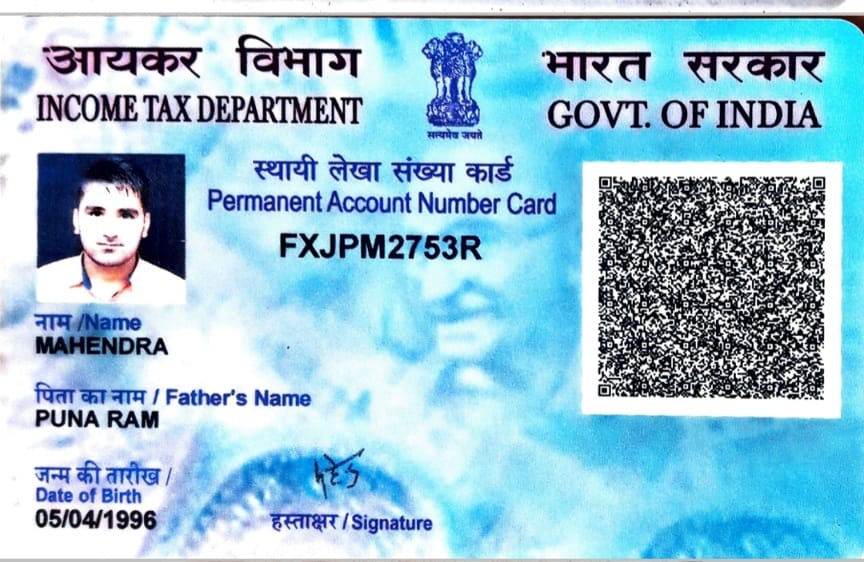 आयकर विभाग
INCOME TAX DEPARTMENT
सत्यमेव जयते
भारत सरकार
GOVT. OF INDIA
स्थायी लेखा संख्या कार्ड
Permanent Account Number Card
FXJPM2753R
नाम /Name
MAHENDRA
पिता का नाम / Father's Name
PUNA RAM
जन्म की तारीख /
Date of Birth
05/04/1996
हस्ताक्षर / Signature